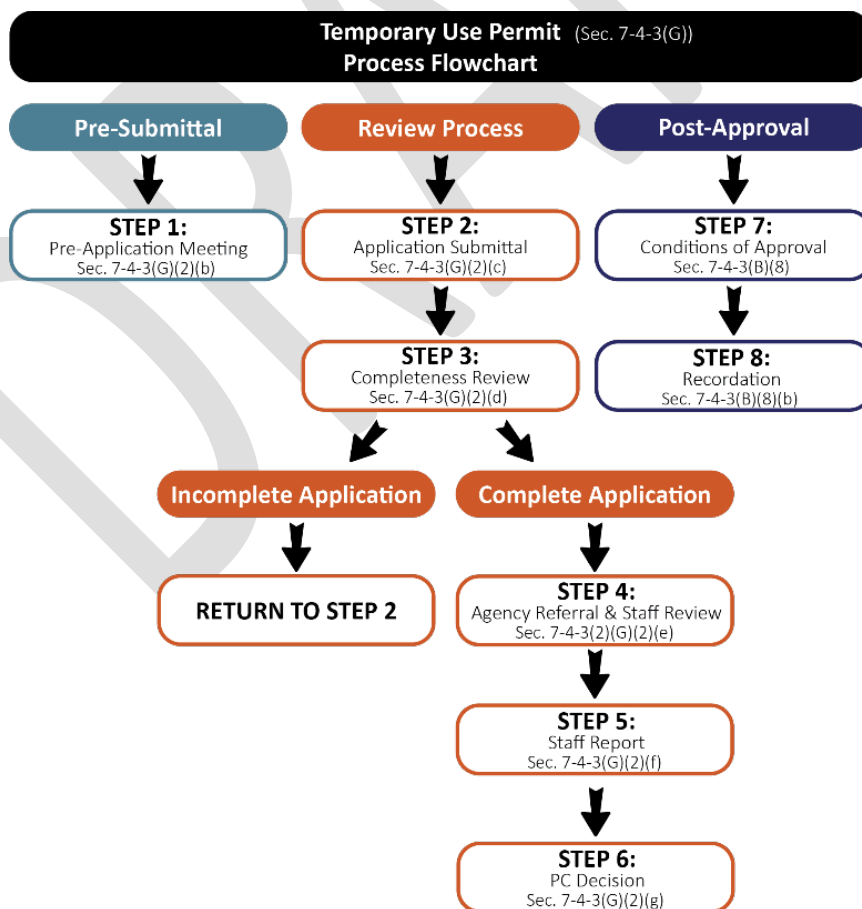 Temporary Use Permit (Sec. 7-4-3(G))
Process Flowchart
Pre-Submittal
Review Process
Post-Approval
STEP 1:
Pre-Application Meeting
Sec. 7-4-3(G)(2)(b)
STEP 2:
Application Submittal
Sec. 7-4-3(G)(2)(c)
STEP 7:
Conditions of Approval
Sec. 7-4-3(B)(8)
STEP 3:
Completeness Review
Sec. 7-4-3(G)(2)(d)
STEP 8:
Recordation
Sec. 7-4-3(B)(8)(b)
Incomplete Application
Complete Application
RETURN TO STEP 2
STEP 4:
Agency Referral & Staff Review
Sec. 7-4-3(2)(G)(2)(e)
STEP 5:
Staff Report
Sec. 7-4-3(G)(2)(f)
STEP 6:
PC Decision
Sec. 7-4-3(G)(2)(g)